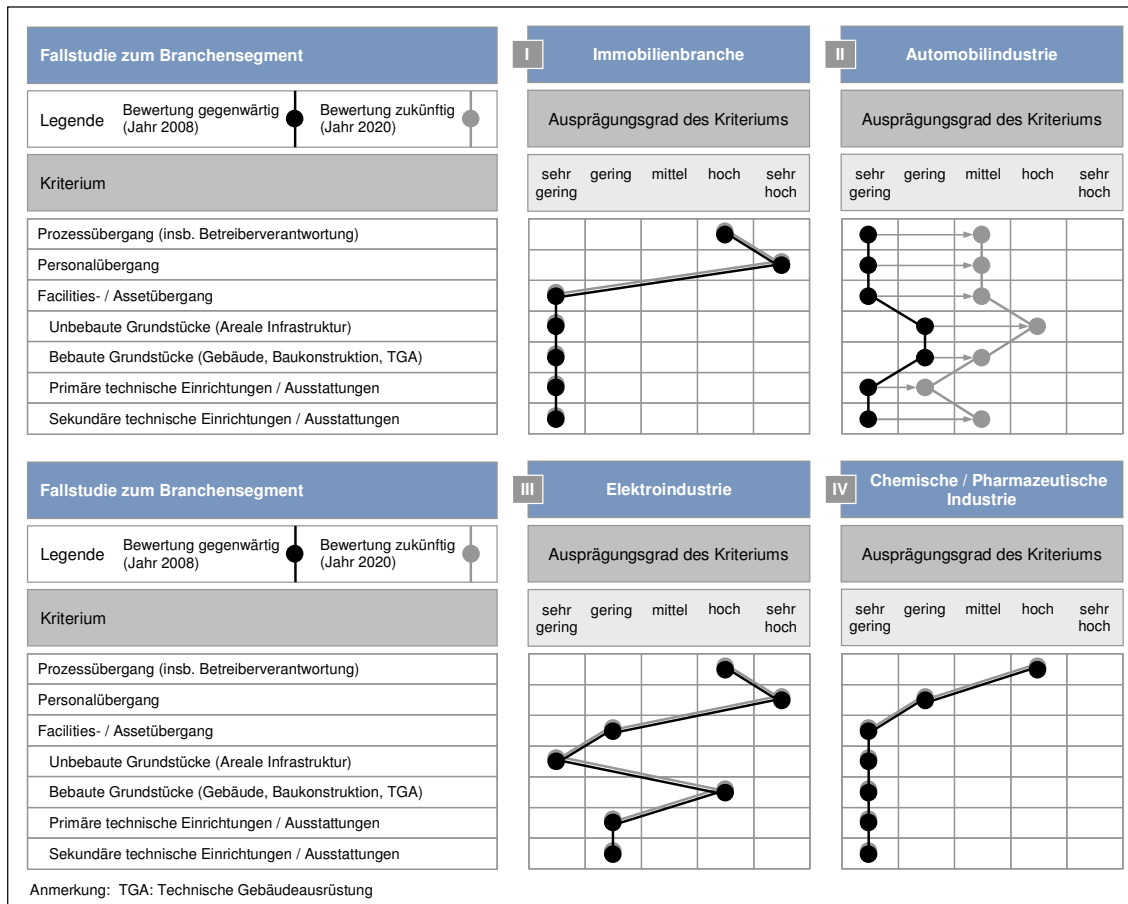 Fallstudie zum Branchensegment
I
Immobilienbranche
II
Automobilindustrie
Legende
Bewertung gegenwärtig
(Jahr 2008)
Bewertung zukünftig
(Jahr 2020)
Ausprägungsgrad des Kriteriums
Ausprägungsgrad des Kriteriums
Kriterium
sehr gering mittel hoch sehr
gering hoch
sehr gering mittel hoch sehr
gering hoch
Prozessübergang (insb. Betreiberverantwortung)
Personalübergang
Facilities- / Assetübergang
Unbebaute Grundstücke (Areale Infrastruktur)
Bebaute Grundstücke (Gebäude, Baukonstruktion, TGA)
Primäre technische Einrichtungen / Ausstattungen
Sekundäre technische Einrichtungen / Ausstattungen
Fallstudie zum Branchensegment
III
Elektroindustrie
IV
Chemische / Pharmazeutische
Industrie
Legende
Bewertung gegenwärtig
(Jahr 2008)
Bewertung zukünftig
(Jahr 2020)
Ausprägungsgrad des Kriteriums
Ausprägungsgrad des Kriteriums
Kriterium
sehr gering mittel hoch sehr
gering hoch
sehr gering mittel hoch sehr
gering hoch
Prozessübergang (insb. Betreiberverantwortung)
Personalübergang
Facilities- / Assetübergang
Unbebaute Grundstücke (Areale Infrastruktur)
Bebaute Grundstücke (Gebäude, Baukonstruktion, TGA)
Primäre technische Einrichtungen / Ausstattungen
Sekundäre technische Einrichtungen / Ausstattungen
Anmerkung: TGA: Technische Gebäudeausrüstung